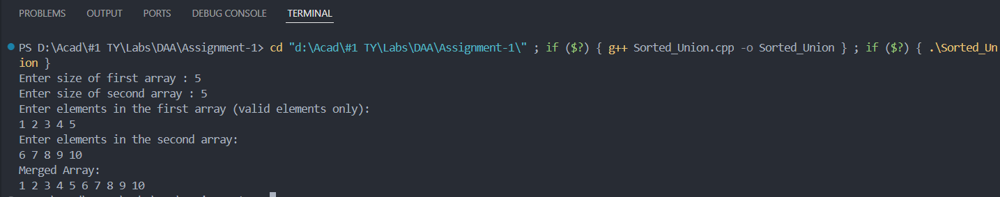 PROBLEMS OUTPUT PORTS DEBUG CONSOLE TERMINAL
PS D:\Acad\#1 TY\Labs\DAA\Assignment-1> cd "d:\Acad\#1 TY\Labs\DAA\Assignment-1\" ; if ($?) { g++ Sorted_Union.cpp -o Sorted_Union } ; if ($?) { .\Sorted_Un
ion }
Enter size of first array : 5
Enter size of second array : 5
Enter elements in the first array (valid elements only):
1 2 3 4 5
Enter elements in the second array:
6 7 8 9 10
Merged Array:
1 2 3 4 5 6 7 8 9 10